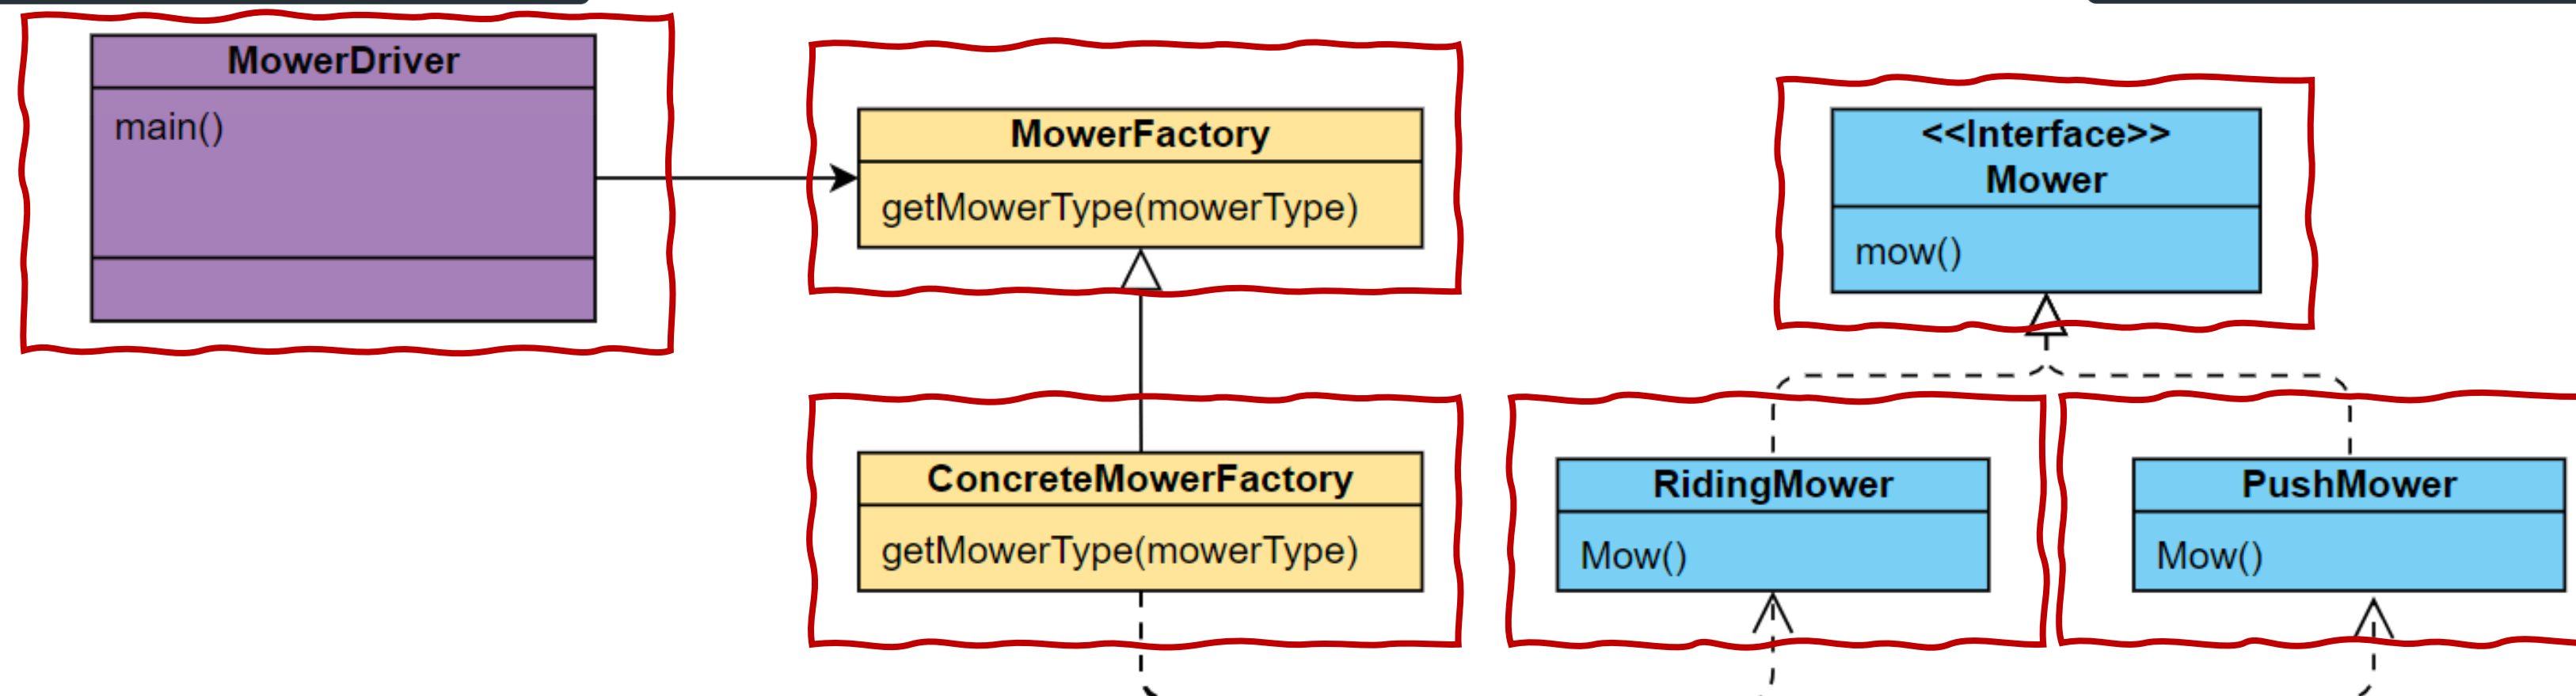 MowerDriver
main()
MowerFactory
getMowerType(mowerType)
<<Interface>>
Mower
mow()
ConcreteMowerFactory
getMowerType(mowerType)
RidingMower
Mow()
PushMower
Mow()